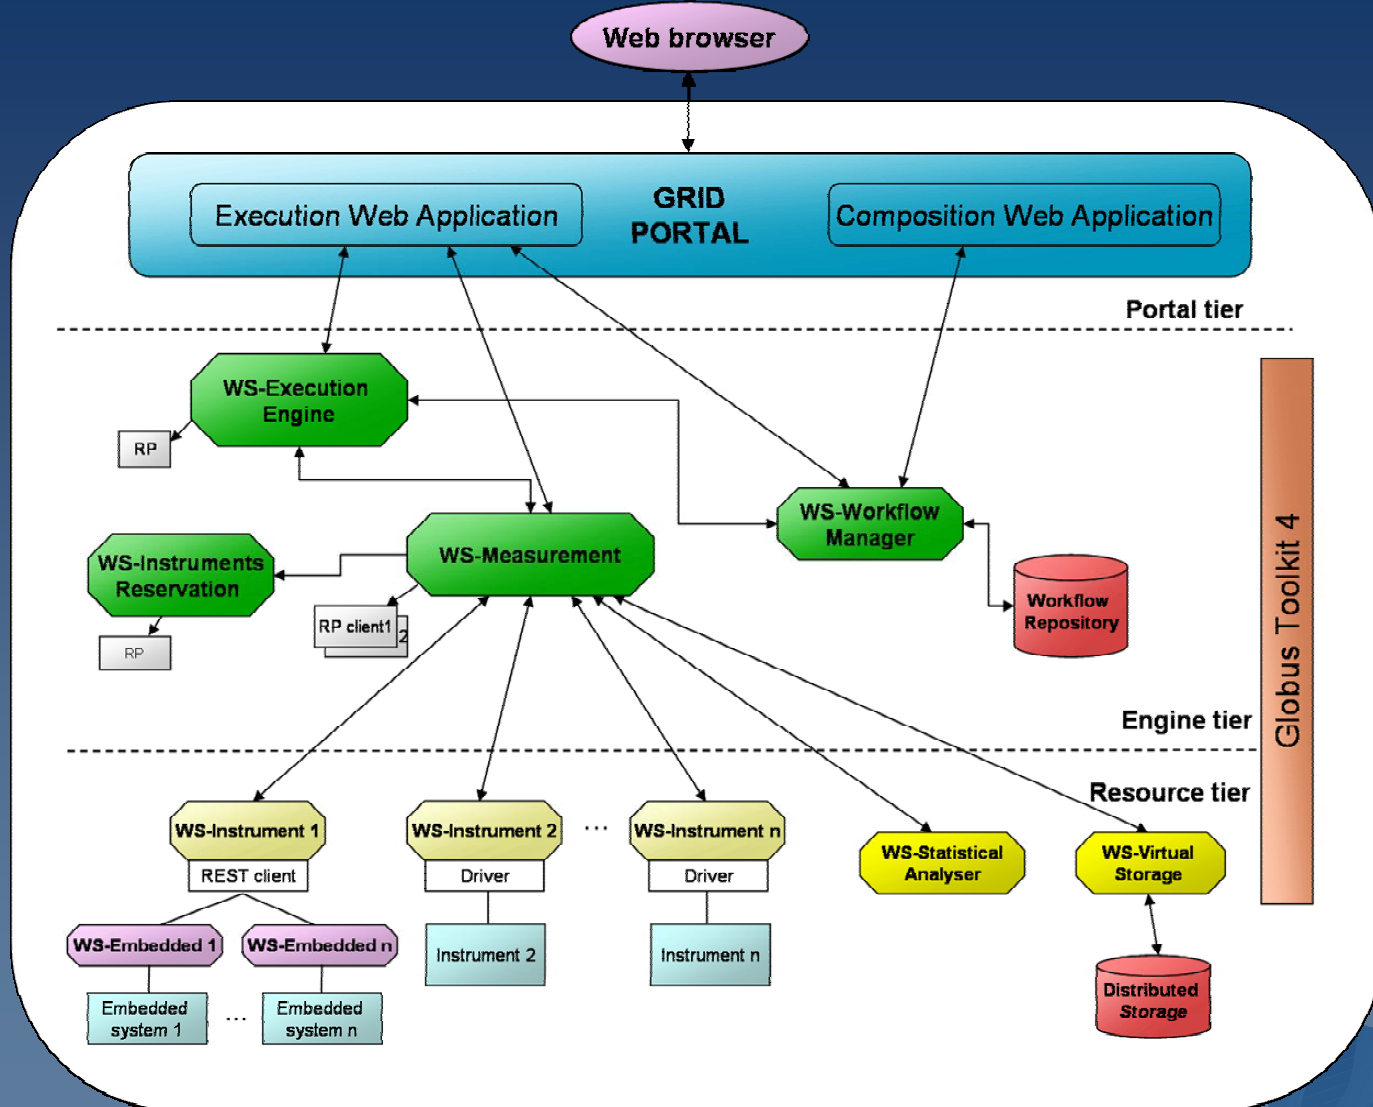 Web browser
GRID
PORTAL
Execution Web Application
Composition Web Application
Portal tier
WS-Execution
Engine
RP
WS-Workflow
Manager
WS-Measurement
WS-Instruments
Reservation
RP
RP client1
2
Workflow
Repository
Globus Toolkit 4
Engine tier
Resource tier
WS-Instrument 1
WS-Instrument 2
...
WS-Instrument n
REST client
Driver
Driver
WS-Statistical
Analyser
WS-Virtual
Storage
WS-Embedded 1
WS-Embedded n
Instrument 2
Instrument n
Embedded
system 1
...
Embedded
system n
Distributed
Storage